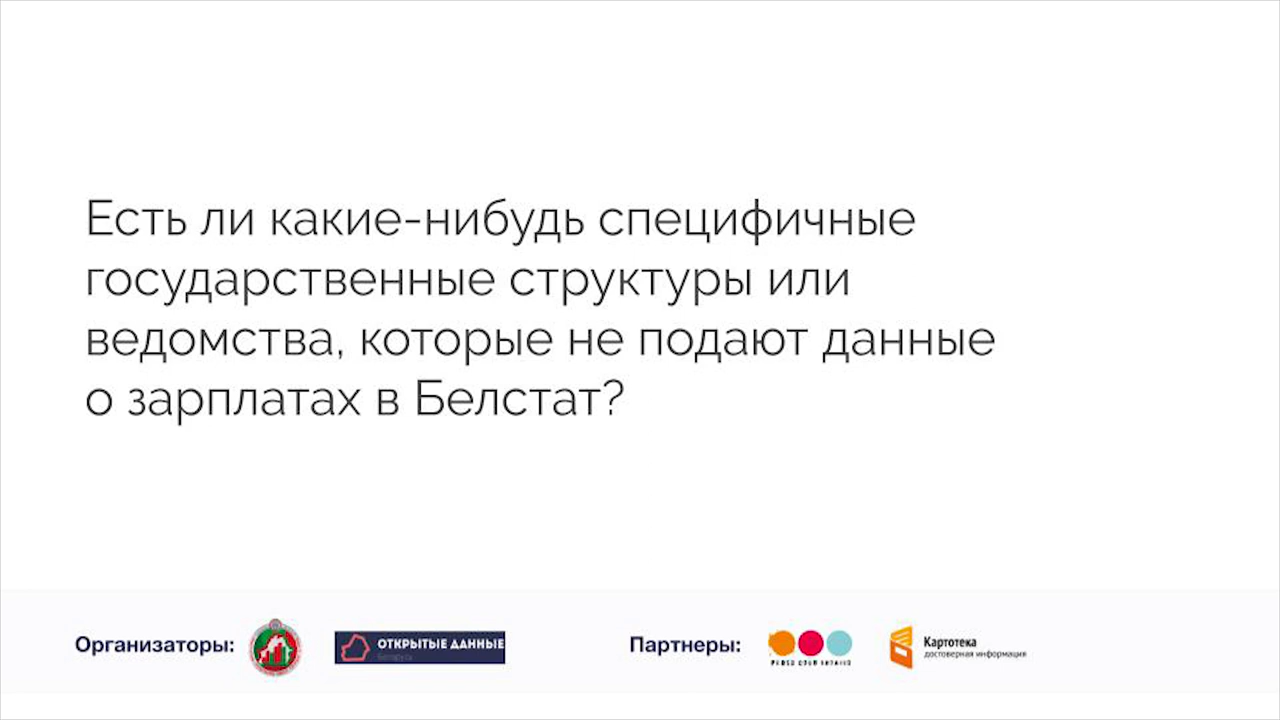 Есть ли какие-нибудь специфичные
государственные структуры или
ведомства, которые не подают данные
о зарплатах в Белстат?
Организаторы:
ОТКРЫТЫЕ ДАННЫЕ
Партнеры:
Картотека
достоверная информация